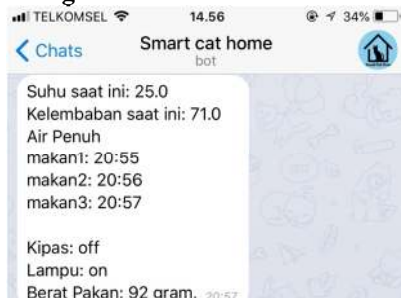 TELKOMSEL 14.56 34%
Chats
Smart cat home
bot
Suhu saat ini: 25.0
Kelembaban saat ini: 71.0
Air Penuh
makan1: 20:55
makan2: 20:56
makan3: 20:57
Kipas: off
Lampu: on
Berat Pakan: 92 gram. 20:57